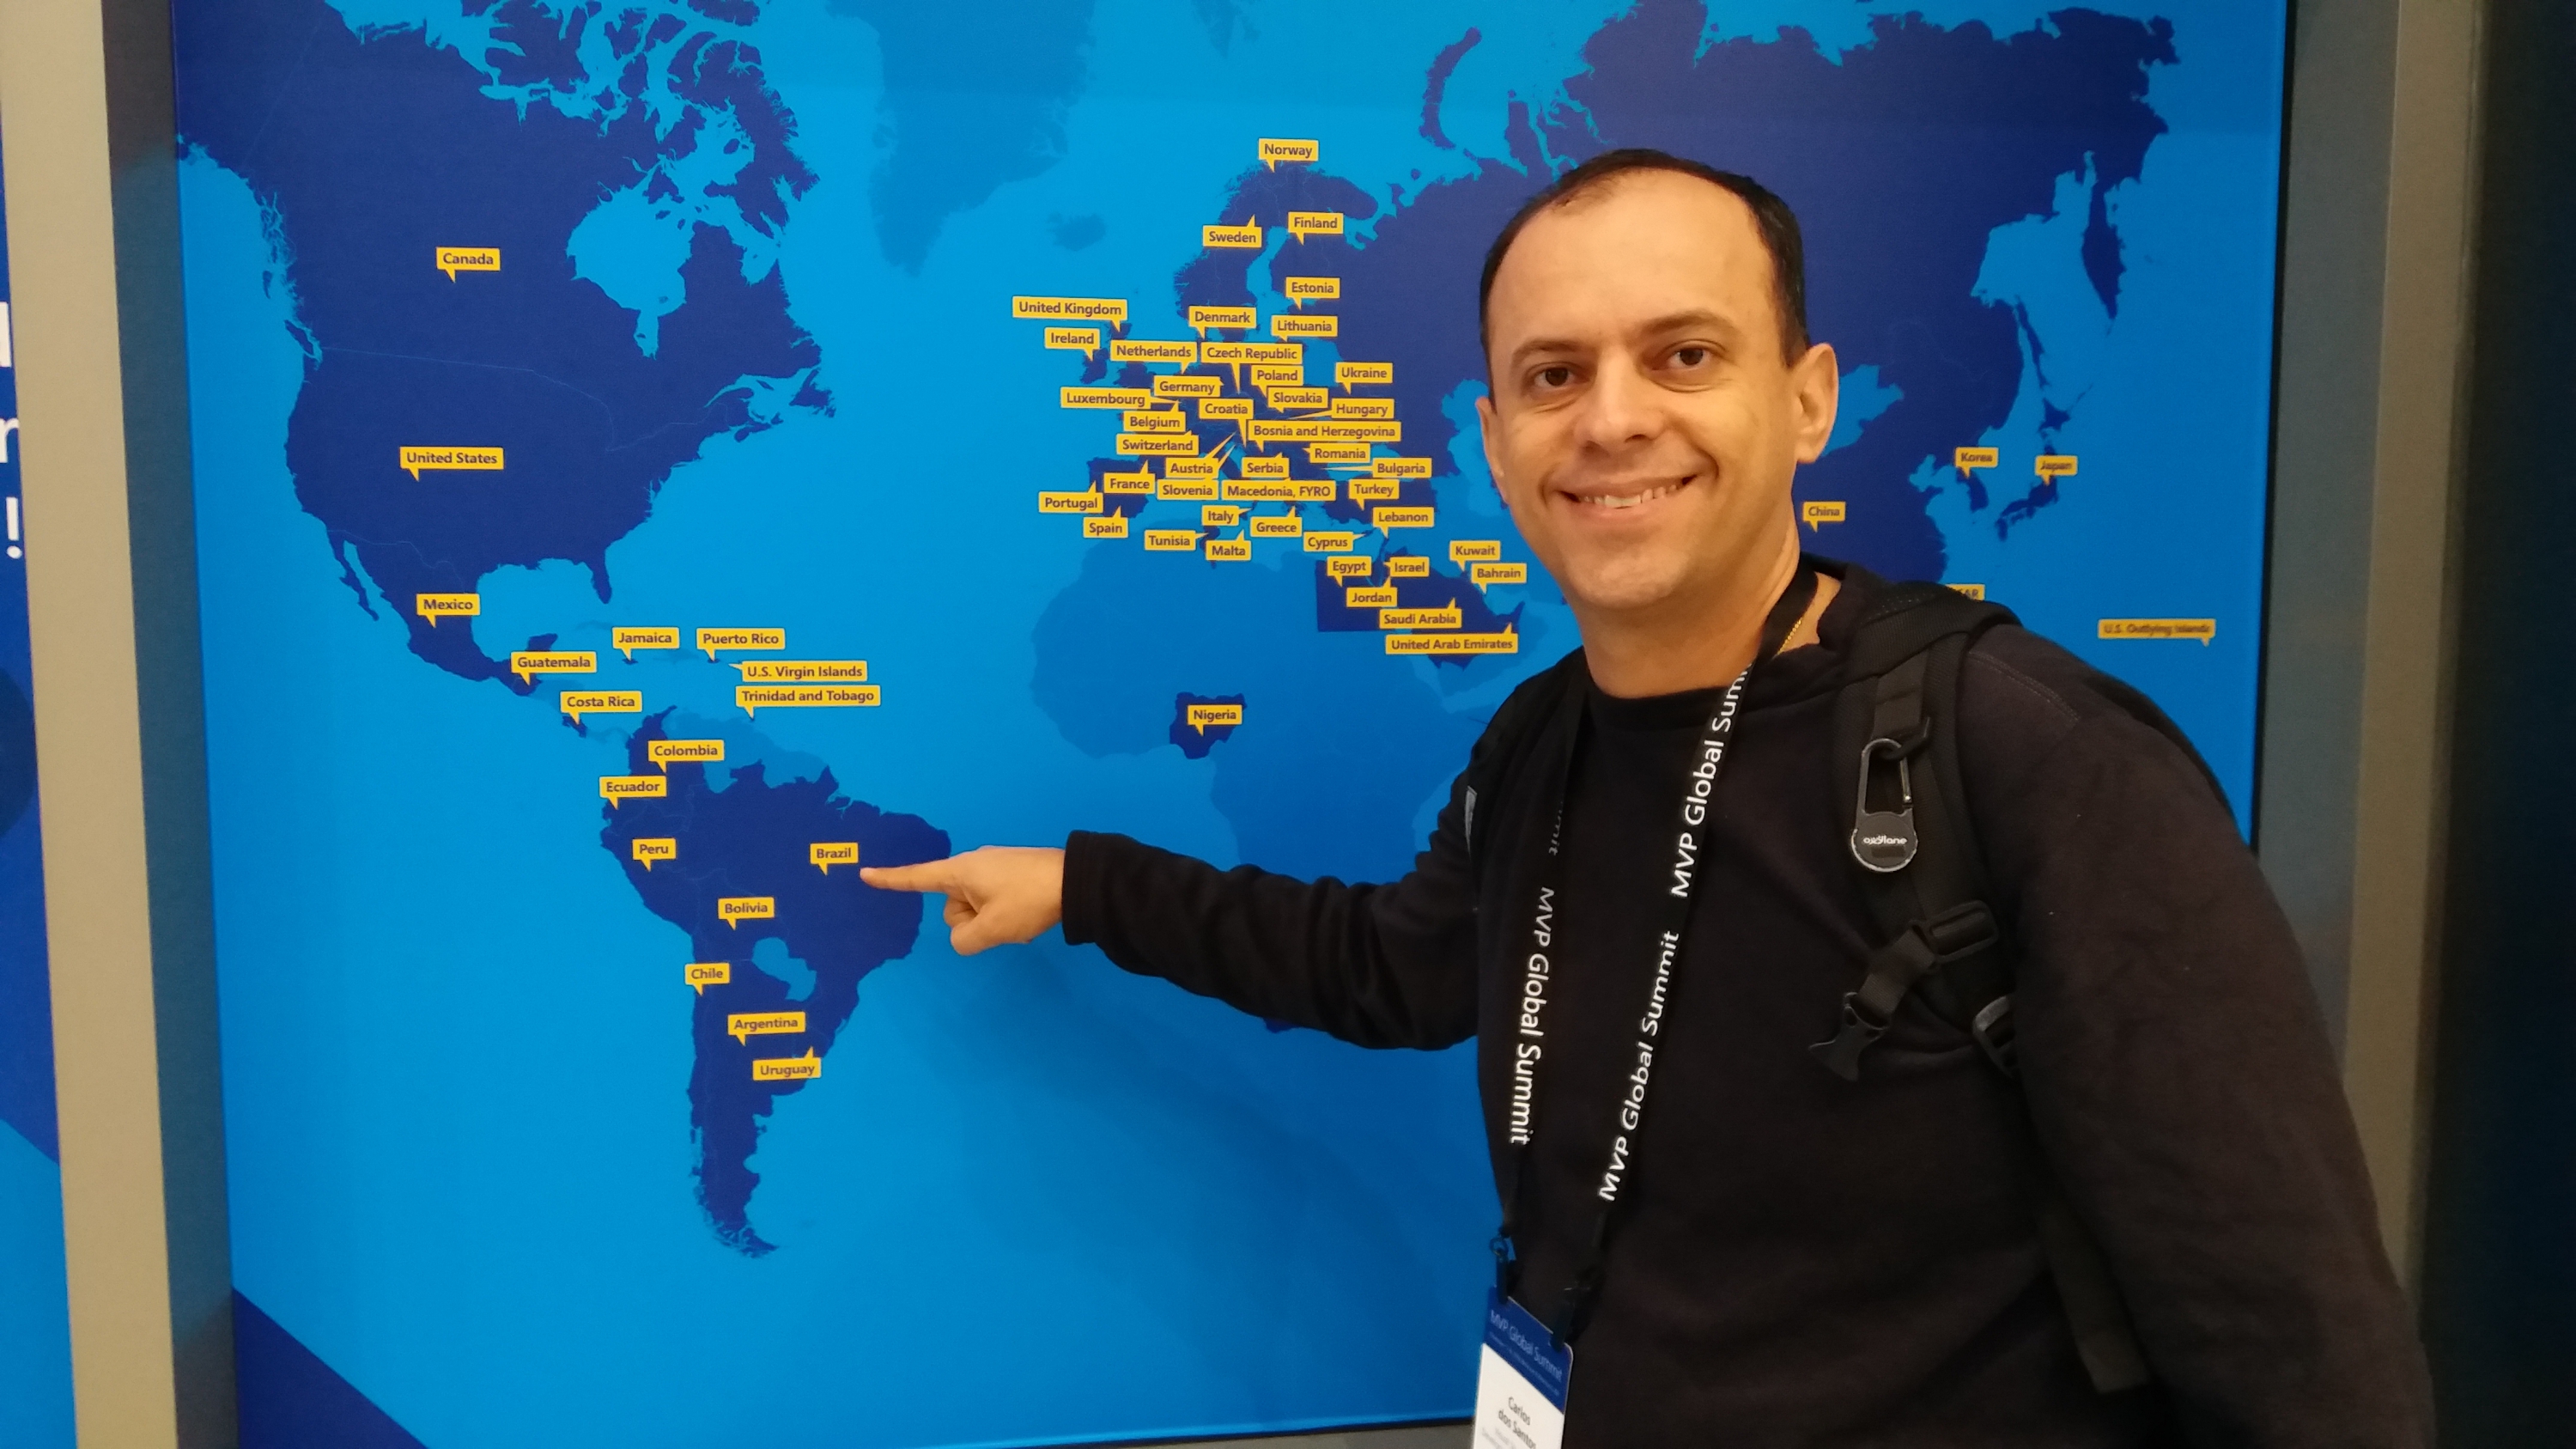 Norway
Finland
Sweden
Canada
Estonia
United Kingdom
Denmark
Lithuania
Ireland
Netherlands
Czech Republic
Ukraine
Poland
Germany
Luxembourg
Slovakia
Croatia
Hungary
Belgium
Bosnia and Herzegovina
Switzerland
Romania
United States
Korea
Japan
Austria
Serbia
Bulgaria
France
Slovenia
Macedonia, FYRO
Turkey
Portugal
China
Italy
Lebanon
Spain
Greece
Tunisia
Cyprus
Malta
Kuwait
Egypt
Israel
Bahrain
Jordan
Mexico
Saudi Arabia
U.S. Outlying Islands
Jamaica
Puerto Rico
United Arab Emirates
Guatemala
U.S. Virgin Islands
Trinidad and Tobago
Costa Rica
Nigeria
Colombia
Ecuador
Peru
Brazil
Bolivia
Chile
Argentina
Uruguay
MVP Global Summit
MVP Global Summit
MVP Global Summit
MVP Global Summit
Carlos
dos Santos